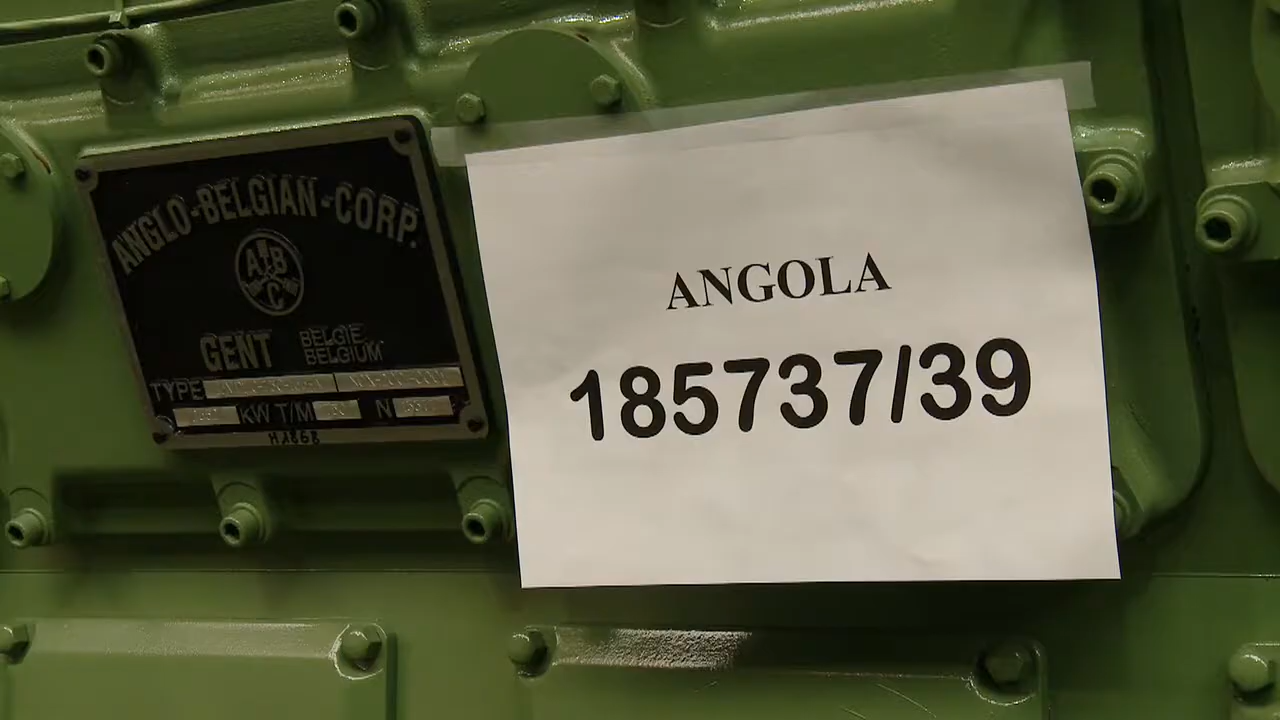 ANGLO-BELGIAN-CORP.
A B C
GENT BELGIE
BELGIUM
TYPE
KW T/M N
ANGOLA
185737/39